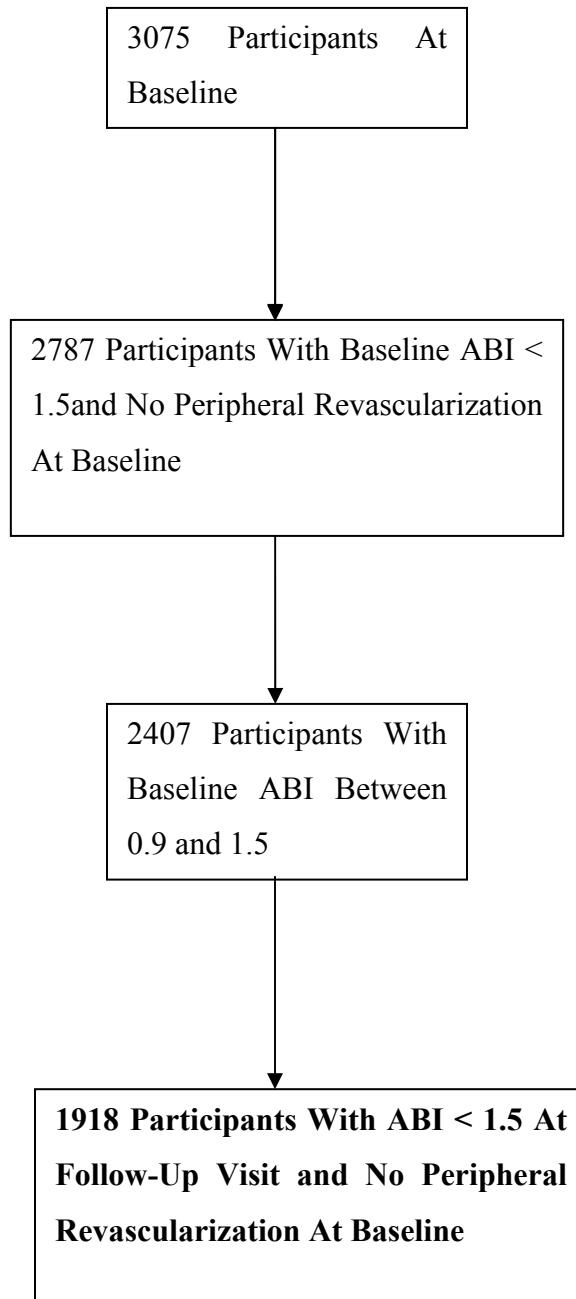 3075 Participants At
Baseline
2787 Participants With Baseline ABI <
1.5and No Peripheral Revascularization
At Baseline
2407 Participants With
Baseline ABI Between
0.9 and 1.5
1918 Participants With ABI < 1.5 At
Follow-Up Visit and No Peripheral
Revascularization At Baseline